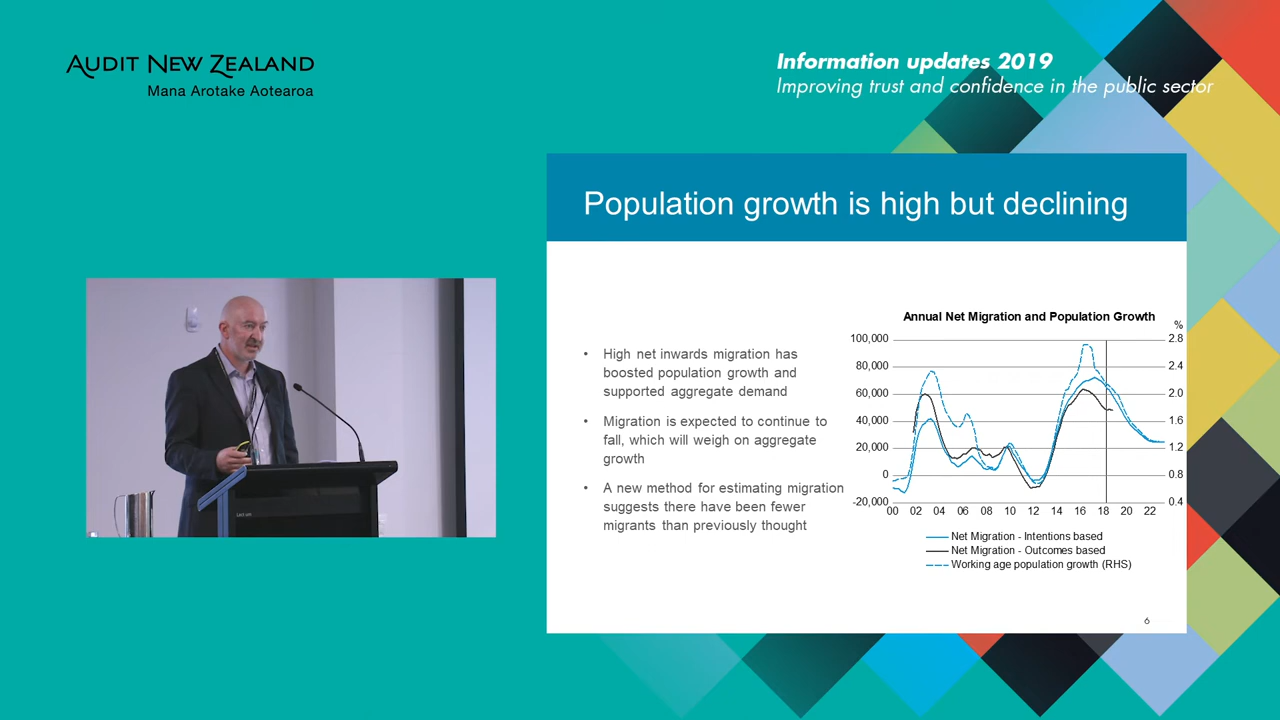 AUDIT NEW ZEALAND
Mana Arotake Aotearoa
Information updates 2019
Improving trust and confidence in the public sector
Population growth is high but declining
• High net inwards migration has
boosted population growth and
supported aggregate demand
• Migration is expected to continue to
fall, which will weigh on aggregate
growth
• A new method for estimating migration
suggests there have been fewer
migrants than previously thought
Annual Net Migration and Population Growth
%
100,000 2.8
80,000 2.4
60,000 2.0
40,000 1.6
20,000 1.2
0 0.8
-20,000 0.4
00 02 04 06 08 10 12 14 16 18 20 22
Net Migration - Intentions based
Net Migration - Outcomes based
Working age population growth (RHS)
6